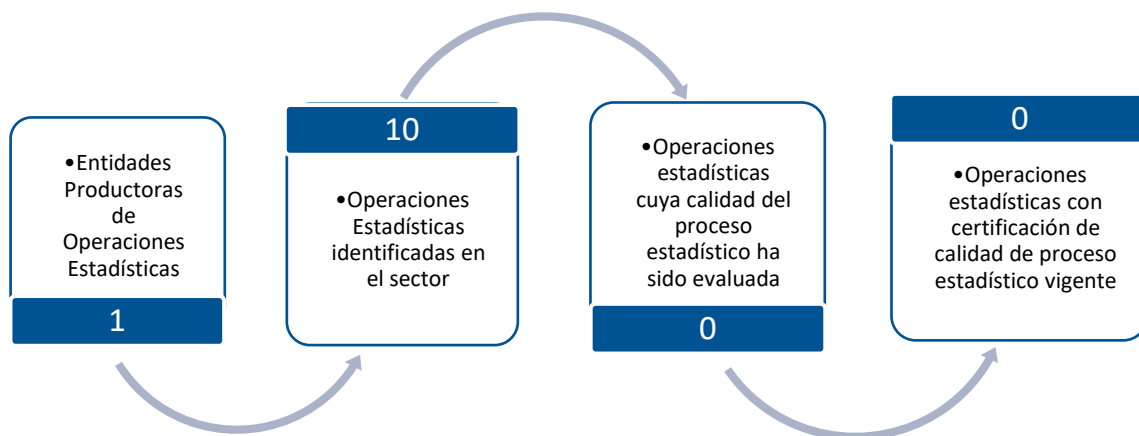 •Entidades
Productoras
de
Operaciones
Estadísticas
1
10
•Operaciones
Estadísticas
identificadas en
el sector
•Operaciones
estadísticas
cuya calidad del
proceso
estadístico ha
sido evaluada
0
0
•Operaciones
estadísticas con
certificación de
calidad de proceso
estadístico vigente